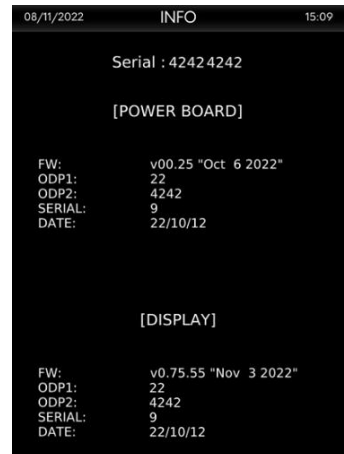 08/11/2022 INFO 15:09
Serial : 42424242
[POWER BOARD]
FW: v00.25 "Oct  6 2022"
ODP1: 22
ODP2: 4242
SERIAL: 9
DATE: 22/10/12
[DISPLAY]
FW: v0.75.55 "Nov  3 2022"
ODP1: 22
ODP2: 4242
SERIAL: 9
DATE: 22/10/12